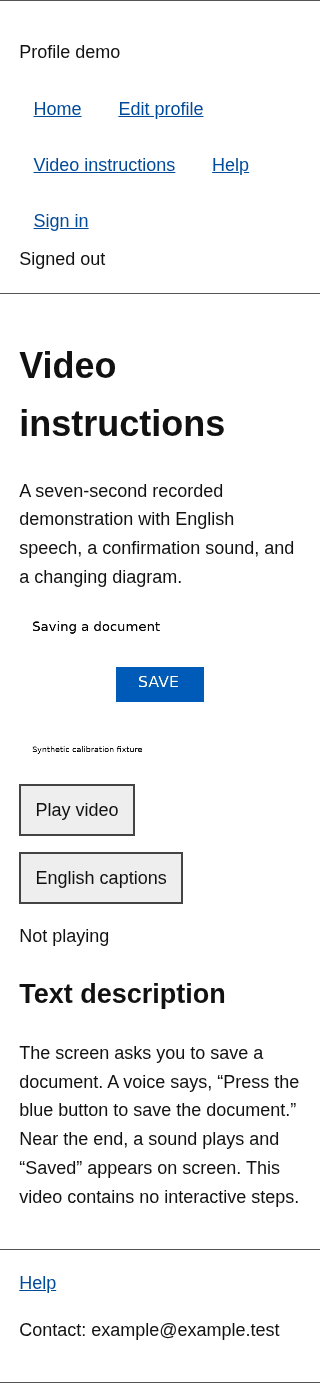 Profile demo
Home Edit profile
Video instructions Help
Sign in
Signed out
Video
instructions
A seven-second recorded
demonstration with English
speech, a confirmation sound, and
a changing diagram.
Saving a document
SAVE
Synthetic calibration fixture
Play video
English captions
Not playing
Text description
The screen asks you to save a
document. A voice says, “Press the
blue button to save the document.”
Near the end, a sound plays and
“Saved” appears on screen. This
video contains no interactive steps.
Help
Contact: example@example.test